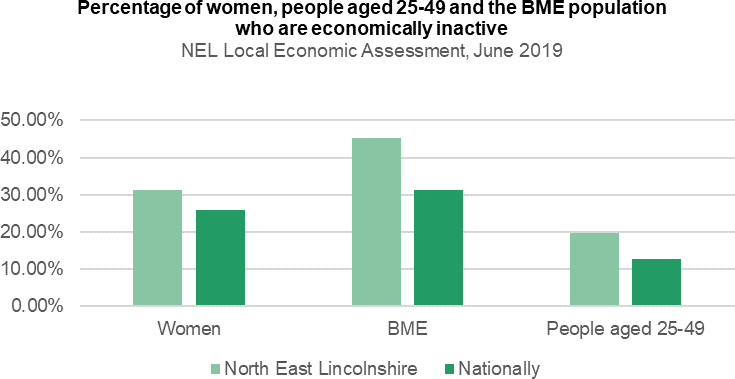 Percentage of women, people aged 25-49 and the BME population
who are economically inactive
NEL Local Economic Assessment, June 2019
50.00%
40.00%
30.00%
20.00%
10.00%
0.00%
Women BME People aged 25-49
North East Lincolnshire Nationally